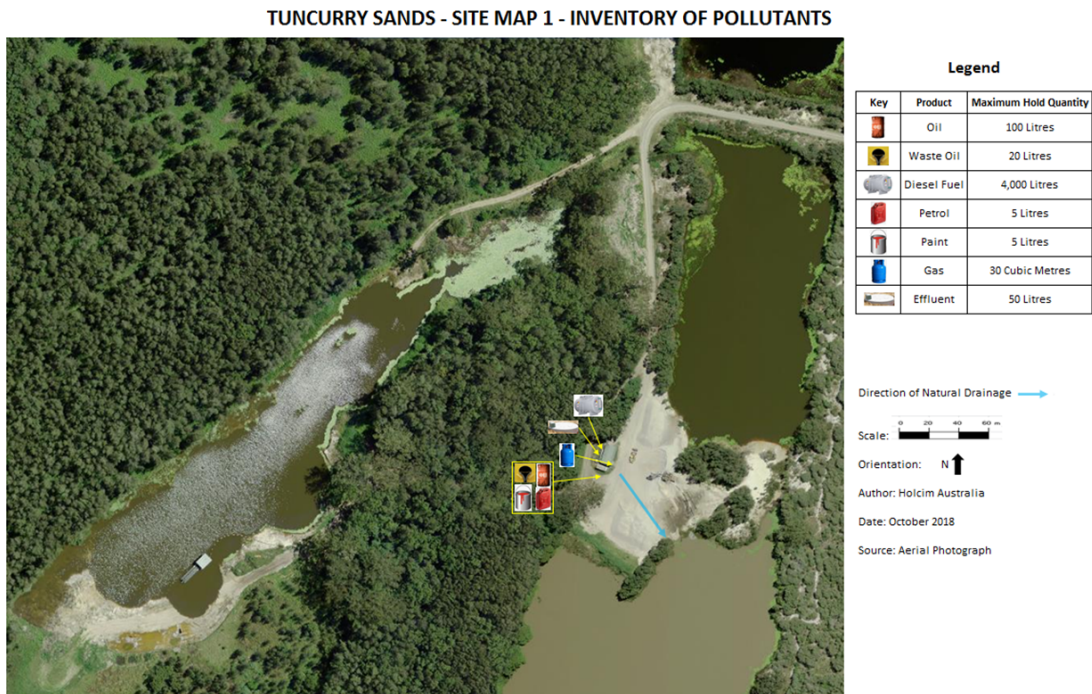 TUNCURRY SANDS - SITE MAP 1 - INVENTORY OF POLLUTANTS
Legend
Key Product Maximum Hold Quantity
Oil 100 Litres
Waste Oil 20 Litres
Diesel Fuel 4,000 Litres
Petrol 5 Litres
Paint 5 Litres
Gas 30 Cubic Metres
Effluent 50 Litres
Direction of Natural Drainage
0 20 40 60 m
Scale:
Orientation: N
Author: Holcim Australia
Date: October 2018
Source: Aerial Photograph